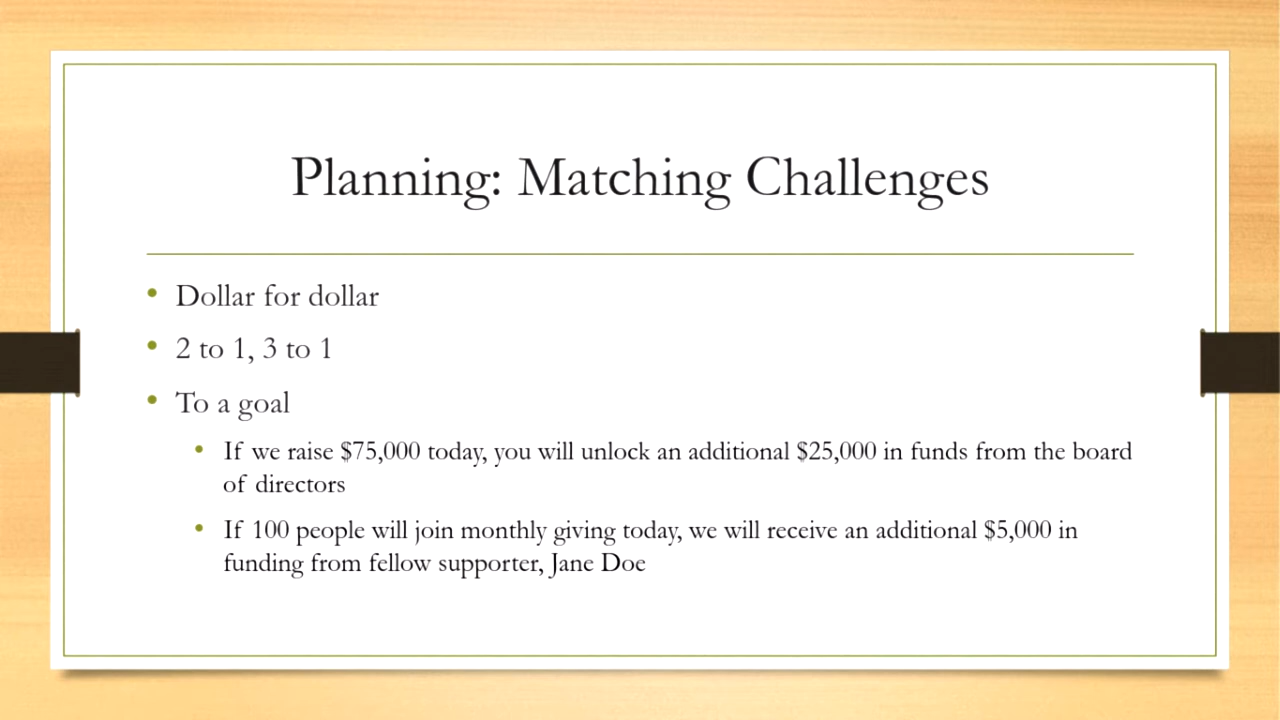 Planning: Matching Challenges
• Dollar for dollar
• 2 to 1, 3 to 1
• To a goal
• If we raise $75,000 today, you will unlock an additional $25,000 in funds from the board
of directors
• If 100 people will join monthly giving today, we will receive an additional $5,000 in
funding from fellow supporter, Jane Doe